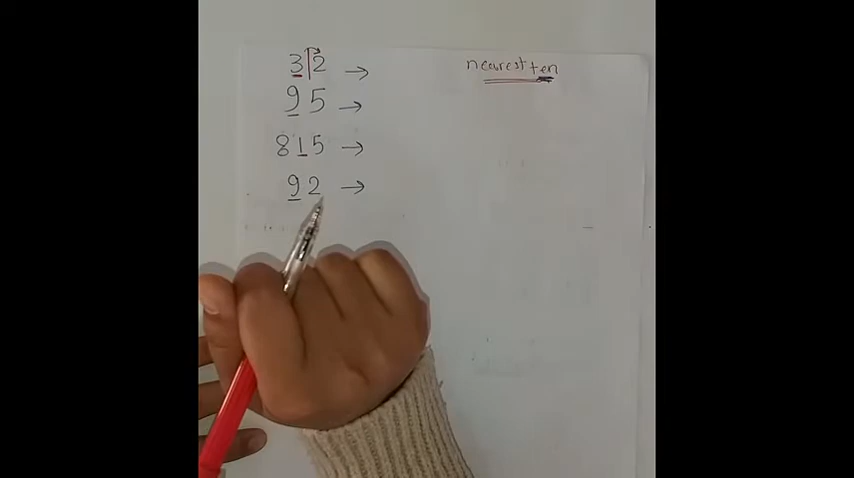 32 → nearest ten
95 →
815 →
92 →